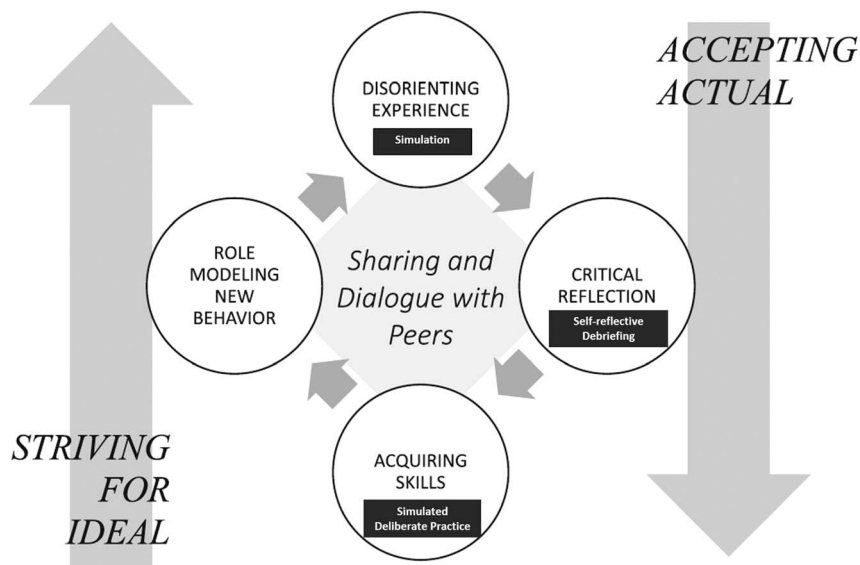 ACCEPTING
ACTUAL
DISORIENTING
EXPERIENCE
Simulation
ROLE
MODELING
NEW
BEHAVIOR
Sharing and
Dialogue with
Peers
CRITICAL
REFLECTION
Self-reflective
Debriefing
STRIVING
FOR
IDEAL
ACQUIRING
SKILLS
Simulated
Deliberate Practice